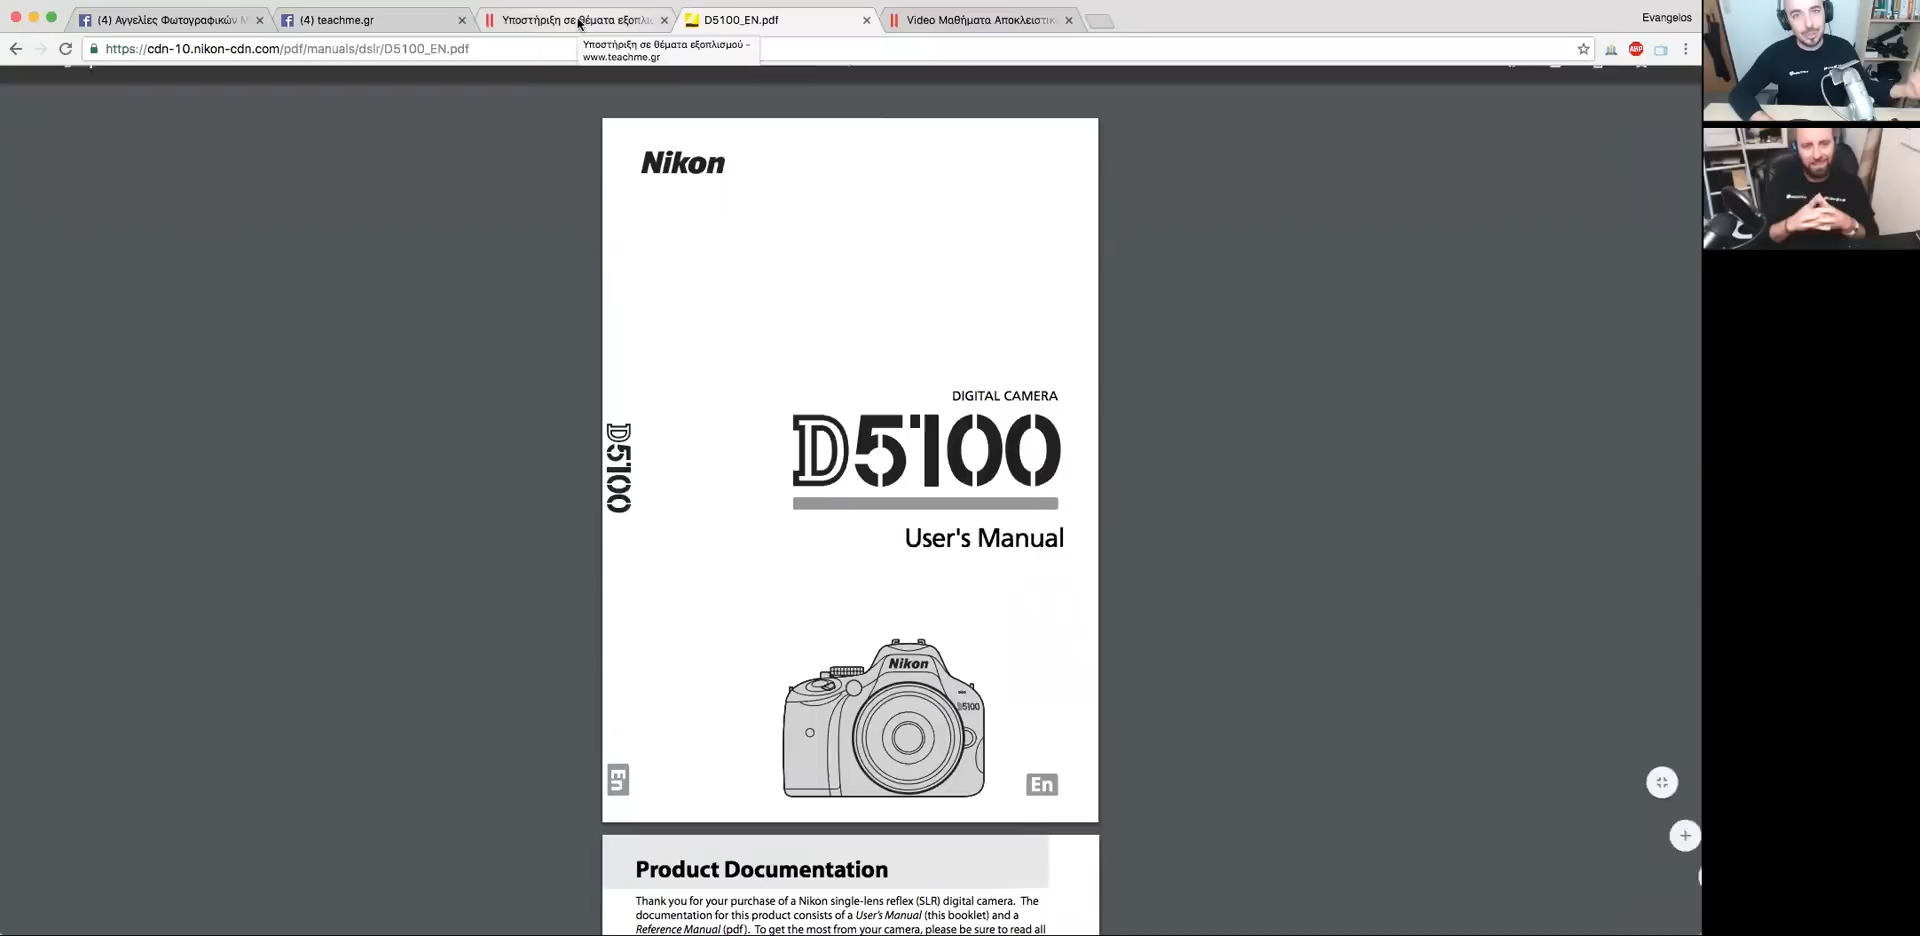 (4) Αγγελίες Φωτογραφικών Μ
(4) teachme.gr
Υποστήριξη σε θέματα εξοπλισ
D5100_EN.pdf
Video Μαθήματα Αποκλειστικ
Evangelos
https://cdn-10.nikon-cdn.com/pdf/manuals/dslr/D5100_EN.pdf
ABP
Υποστήριξη σε θέματα εξοπλισμού -
www.teachme.gr
Nikon
DIGITAL CAMERA
D5100
D5100
User's Manual
Nikon
D5100
En
En
Product Documentation
Thank you for your purchase of a Nikon single-lens reflex (SLR) digital camera. The
documentation for this product consists of a User's Manual (this booklet) and a
Reference Manual (pdf). To get the most from your camera, please be sure to read all